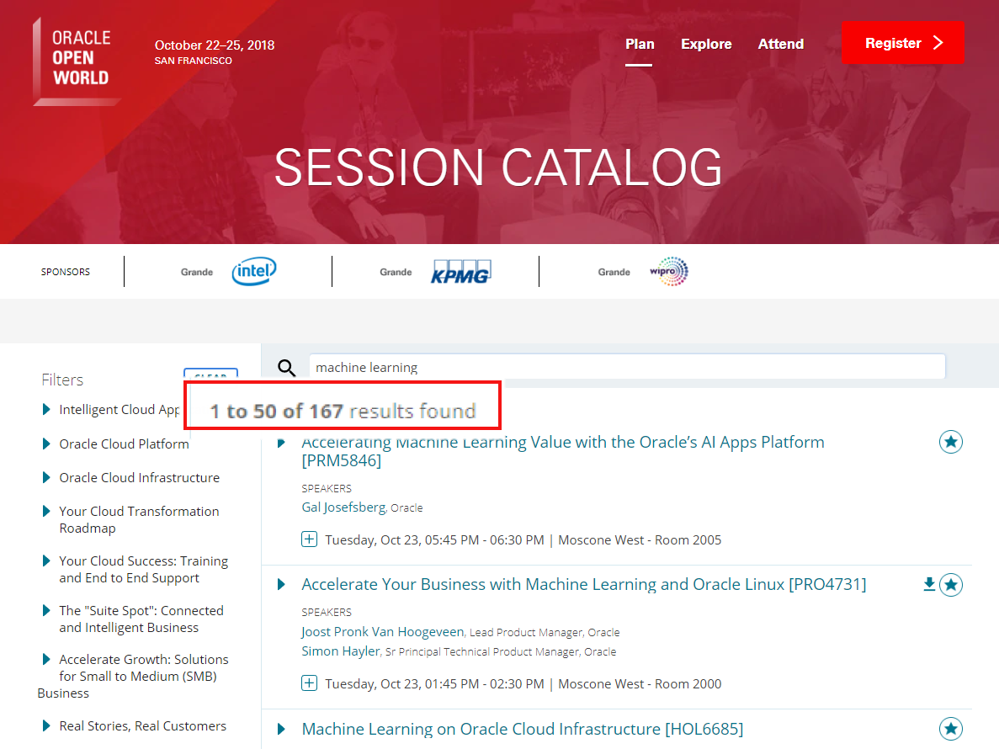 ORACLE
OPEN
WORLD
October 22–25, 2018
SAN FRANCISCO
Plan
Explore
Attend
Register
SESSION CATALOG
SPONSORS
Grande
intel
Grande
KPMG
Grande
wipro
Filters
CLEAR
machine learning
1 to 50 of 167 results found
Intelligent Cloud App
Oracle Cloud Platform
Oracle Cloud Infrastructure
Your Cloud Transformation
Roadmap
Your Cloud Success: Training
and End to End Support
The "Suite Spot": Connected
and Intelligent Business
Accelerate Growth: Solutions
for Small to Medium (SMB)
Business
Real Stories, Real Customers
Accelerating Machine Learning Value with the Oracle’s AI Apps Platform
[PRM5846]
SPEAKERS
Gal Josefsberg, Oracle
Tuesday, Oct 23, 05:45 PM - 06:30 PM | Moscone West - Room 2005
Accelerate Your Business with Machine Learning and Oracle Linux [PRO4731]
SPEAKERS
Joost Pronk Van Hoogeveen, Lead Product Manager, Oracle
Simon Hayler, Sr Principal Technical Product Manager, Oracle
Tuesday, Oct 23, 01:45 PM - 02:30 PM | Moscone West - Room 2000
Machine Learning on Oracle Cloud Infrastructure [HOL6685]